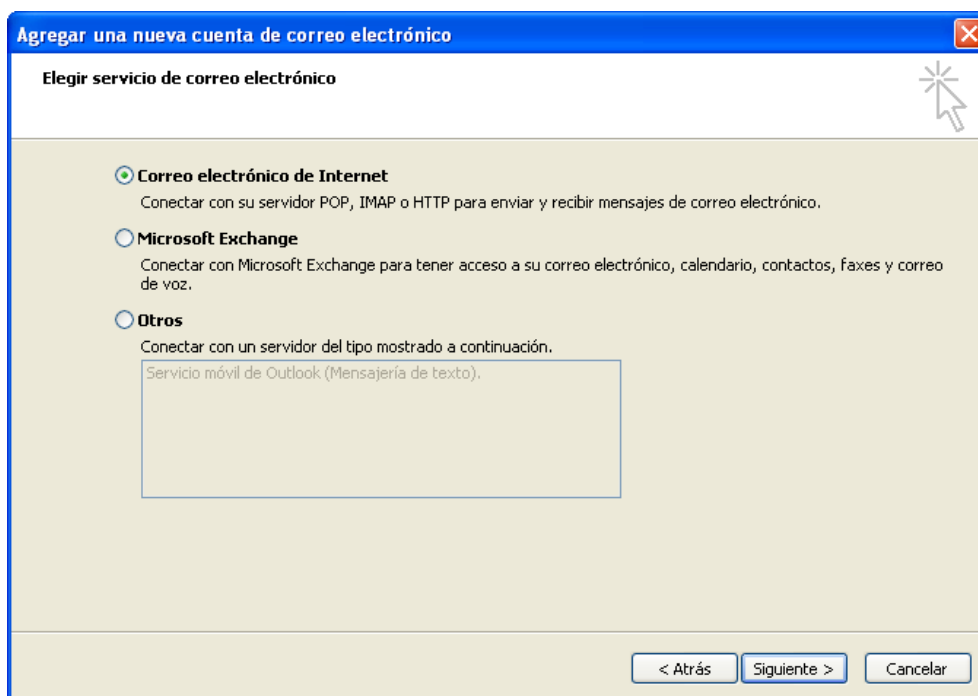 Agregar una nueva cuenta de correo electrónico
Elegir servicio de correo electrónico
Correo electrónico de Internet
Conectar con su servidor POP, IMAP o HTTP para enviar y recibir mensajes de correo electrónico.
Microsoft Exchange
Conectar con Microsoft Exchange para tener acceso a su correo electrónico, calendario, contactos, faxes y correo
de voz.
Otros
Conectar con un servidor del tipo mostrado a continuación.
Servicio móvil de Outlook (Mensajería de texto).
< Atrás Siguiente > Cancelar